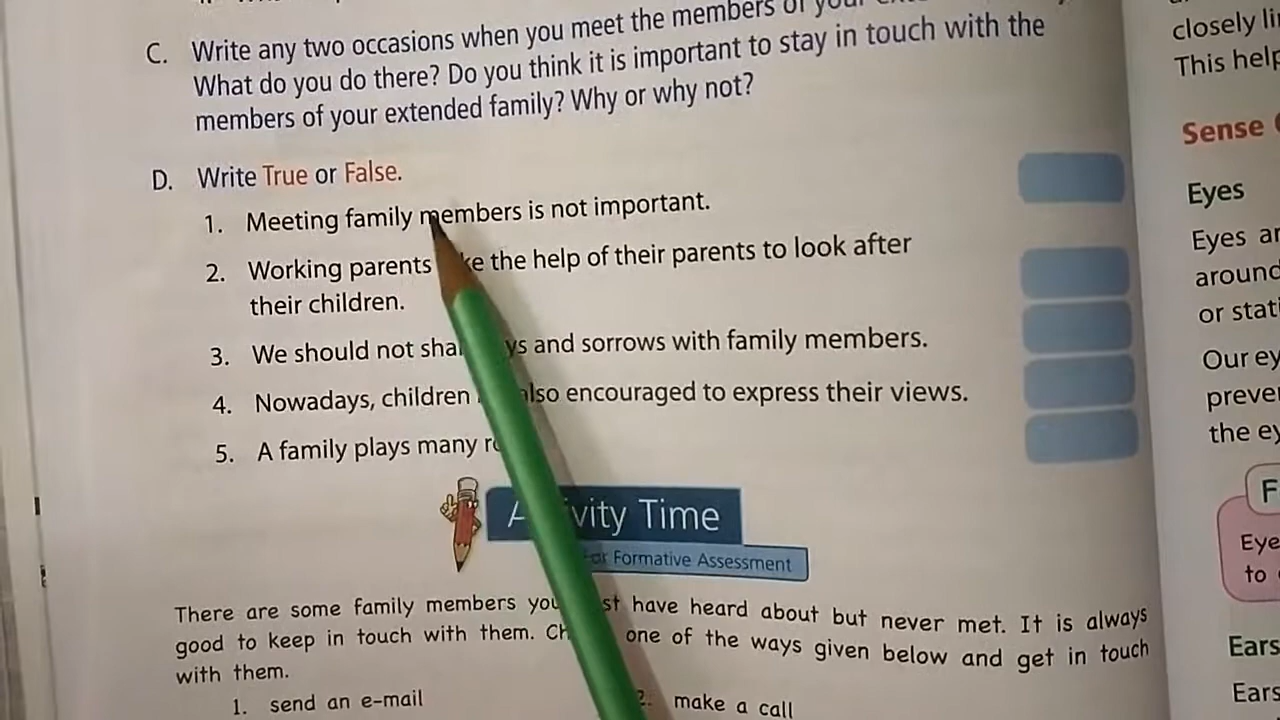 C. Write any two occasions when you meet the members of your
What do you do there? Do you think it is important to stay in touch with the
members of your extended family? Why or why not?
D. Write True or False.
1. Meeting family members is not important.
2. Working parents the help of their parents to look after
their children.
3. We should not and sorrows with family members.
4. Nowadays, children also encouraged to express their views.
5. A family plays many
Activity Time
For Formative Assessment
There are some family members you have heard about but never met. It is always
good to keep in touch with them. one of the ways given below and get in touch
with them.
1. send an e-mail
2. make a call
closely
This help
Sense
Eyes
Eyes
around
or
Our
the
Eye
to
Ears
Ears